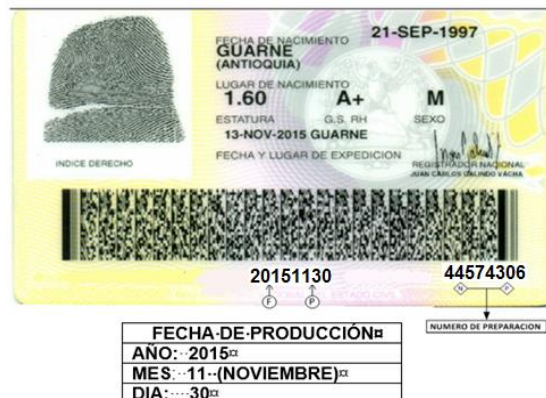 FECHA DE NACIMIENTO 21-SEP-1997
GUARNE
(ANTIOQUIA)
LUGAR DE NACIMIENTO
1.60 A+ M
ESTATURA G.S. RH SEXO
13-NOV-2015 GUARNE
FECHA Y LUGAR DE EXPEDICION
INDICE DERECHO
REGISTRADOR NACIONAL
JUAN CARLOS GALINDO VACHA
20151130 44574306
F P N P
NUMERO DE PREPARACION
FECHA·DE·PRODUCCIÓN¤
AÑO:··2015¤
MES:··11··(NOVIEMBRE)¤
DIA:····30¤